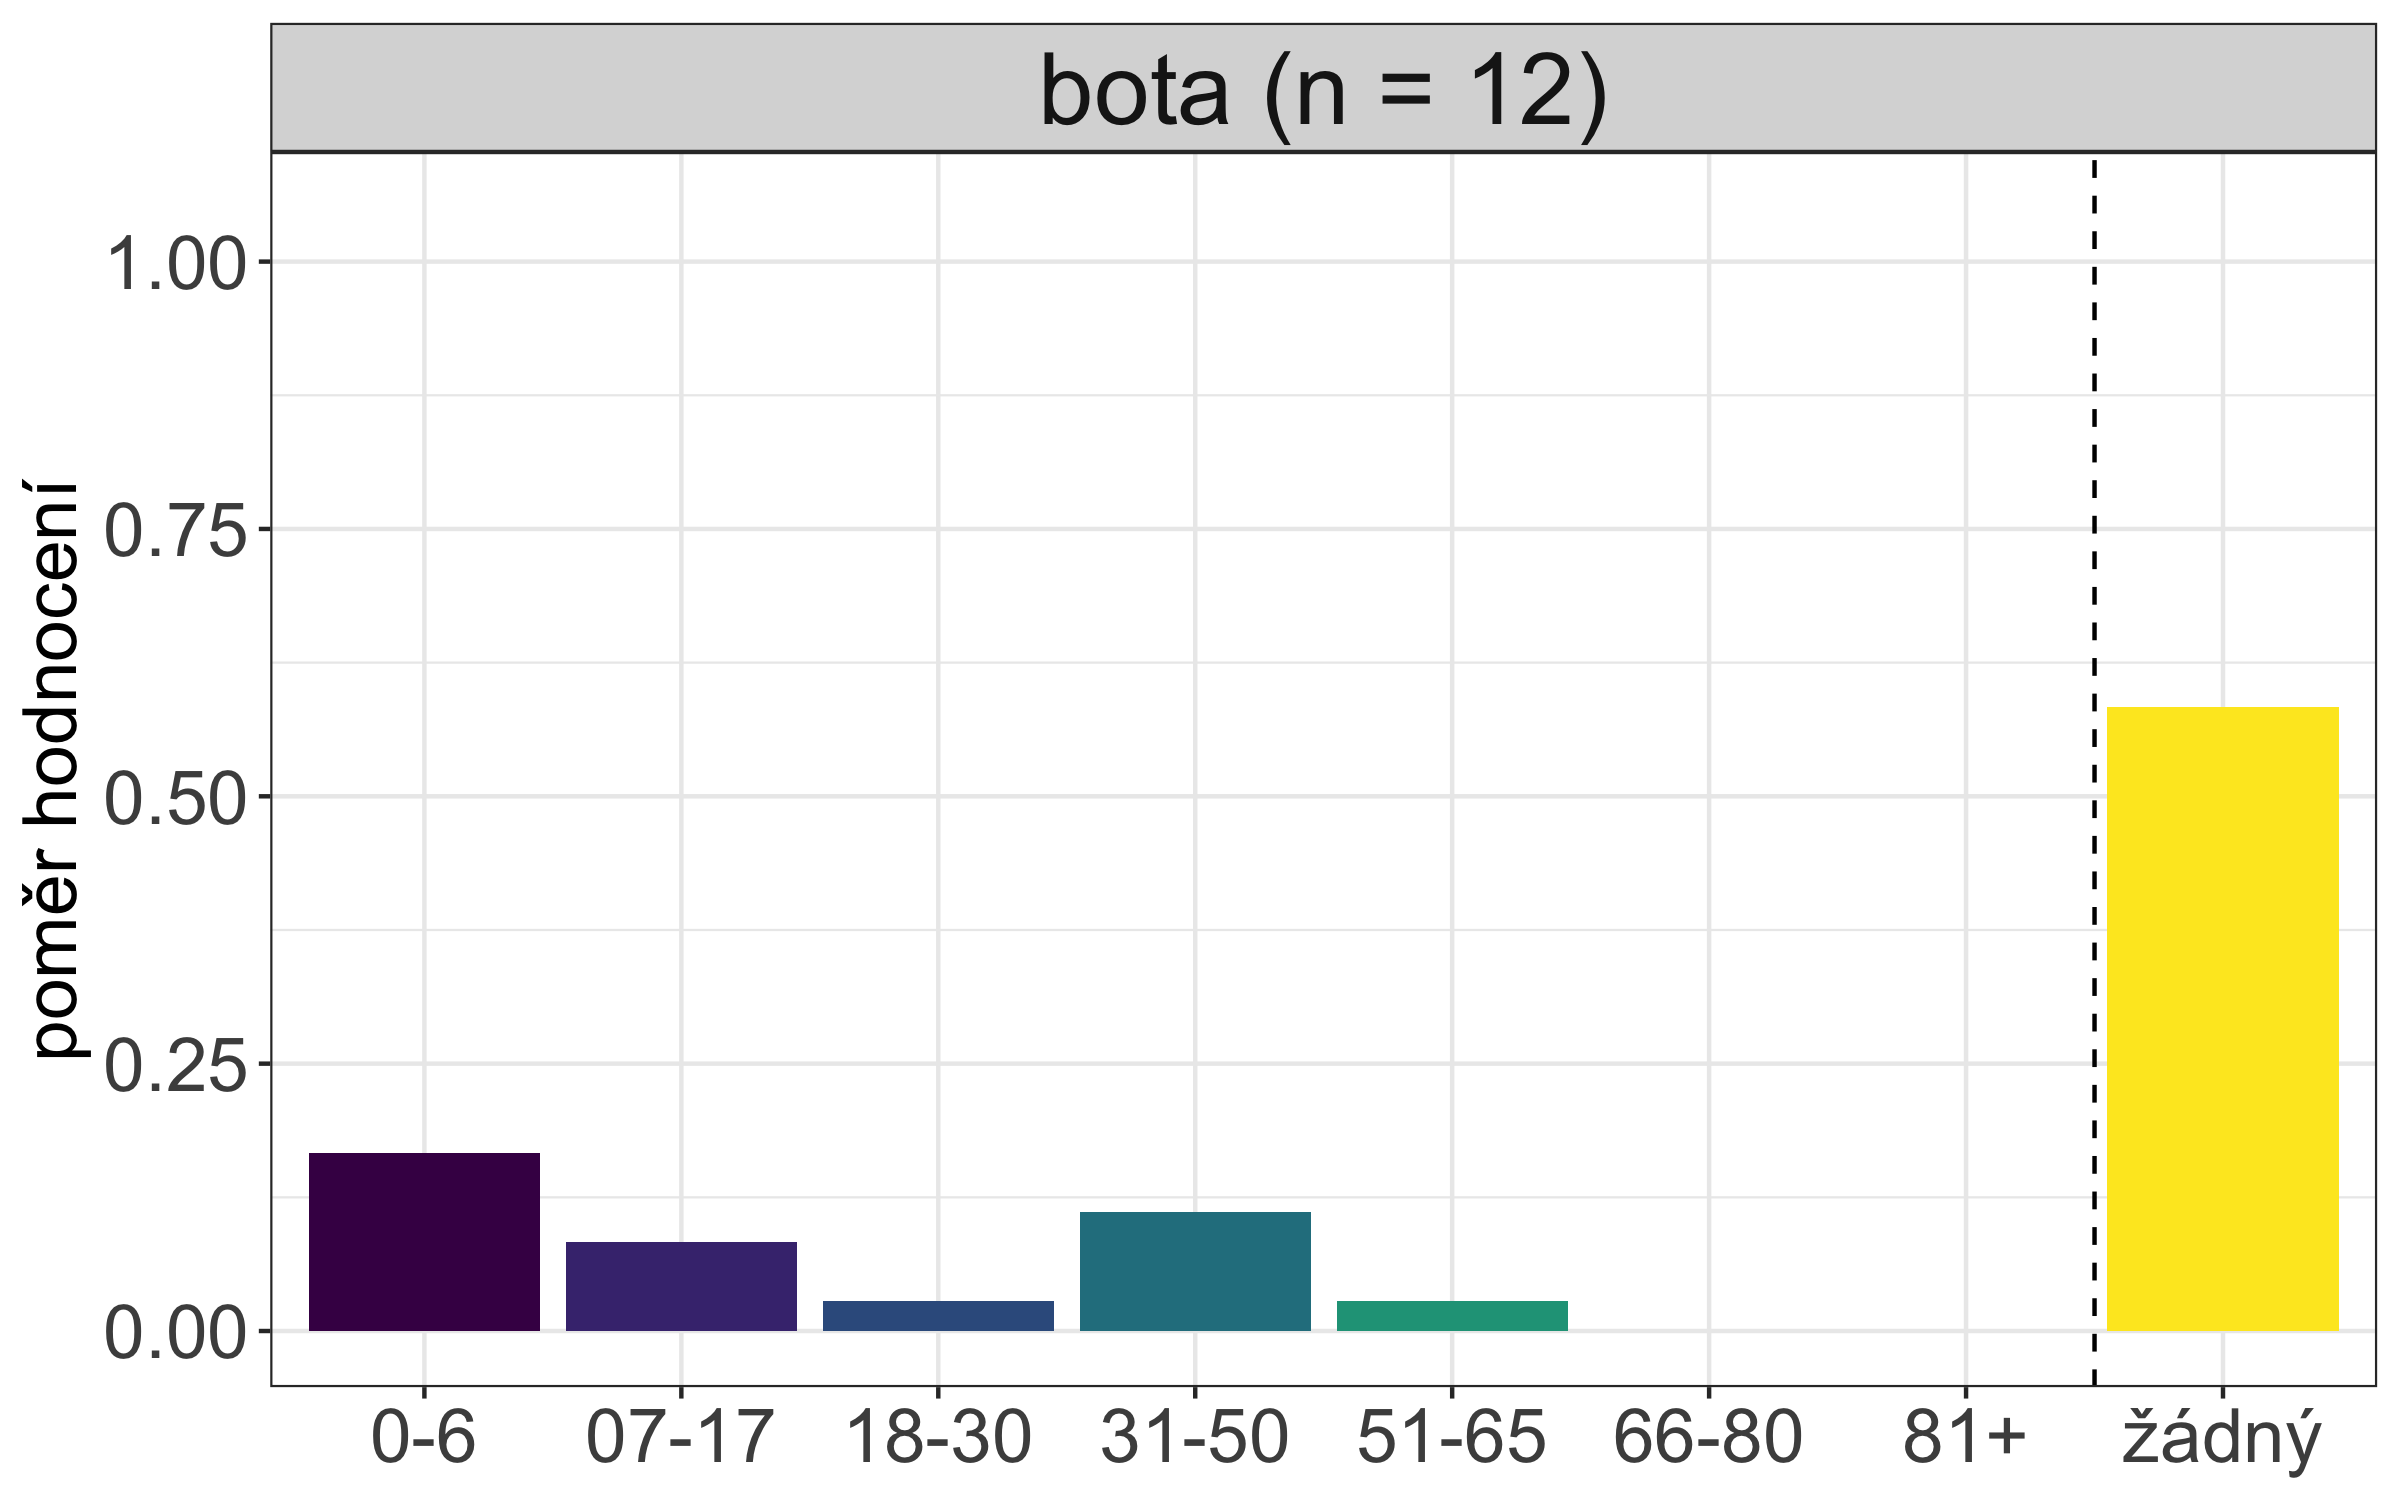 bota (n = 12)
poměr hodnocení
1.00
0.75
0.50
0.25
0.00
0-6 07-17 18-30 31-50 51-65 66-80 81+ žádný